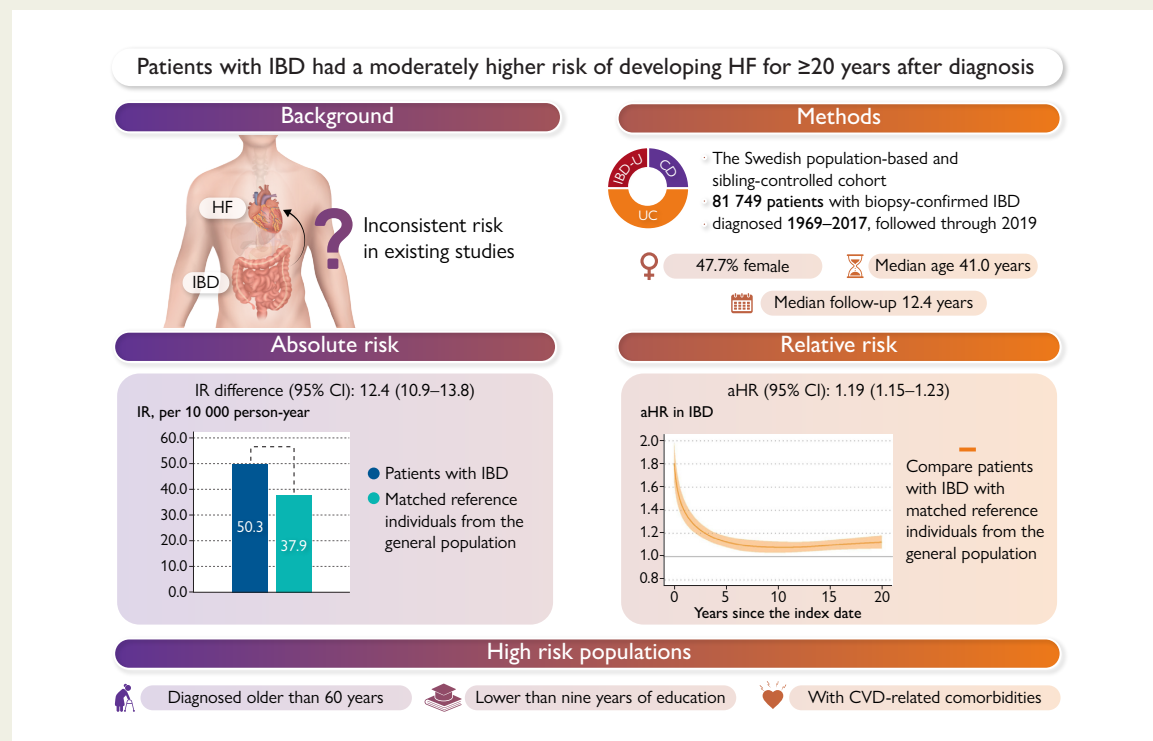 Patients with IBD had a moderately higher risk of developing HF for ≥20 years after diagnosis
Background
HF
IBD
?
Inconsistent risk
in existing studies
Methods
IBD-U
CD
UC
The Swedish population-based and
sibling-controlled cohort
81 749 patients with biopsy-confirmed IBD
diagnosed 1969–2017, followed through 2019
47.7% female
Median age 41.0 years
Median follow-up 12.4 years
Absolute risk
IR difference (95% CI): 12.4 (10.9–13.8)
IR, per 10 000 person-year
60.0
50.0
40.0
30.0
20.0
10.0
0.0
50.3
37.9
Patients with IBD
Matched reference
individuals from the
general population
Relative risk
aHR (95% CI): 1.19 (1.15–1.23)
aHR in IBD
2.0
1.8
1.6
1.4
1.2
1.0
0.8
0 5 10 15 20
Years since the index date
Compare patients
with IBD with
matched reference
individuals from the
general population
High risk populations
Diagnosed older than 60 years
Lower than nine years of education
With CVD-related comorbidities